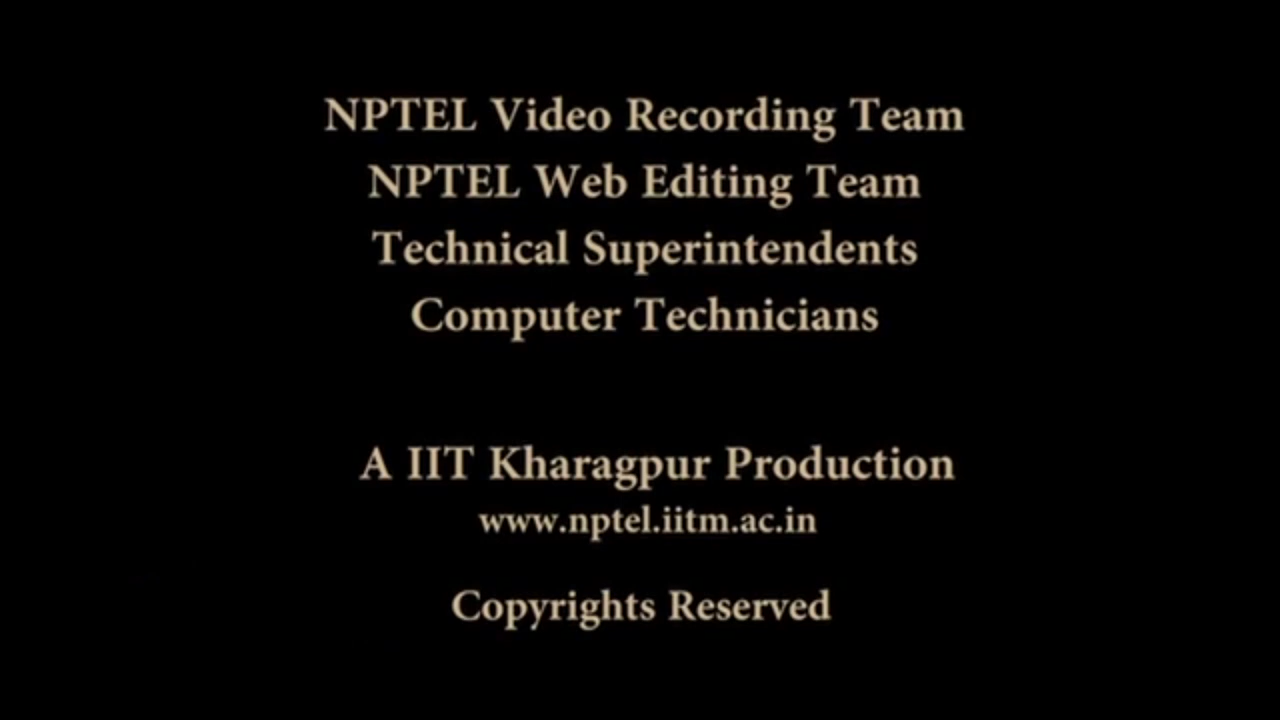 NPTEL Video Recording Team
NPTEL Web Editing Team
Technical Superintendents
Computer Technicians
A IIT Kharagpur Production
www.nptel.iitm.ac.in
Copyrights Reserved